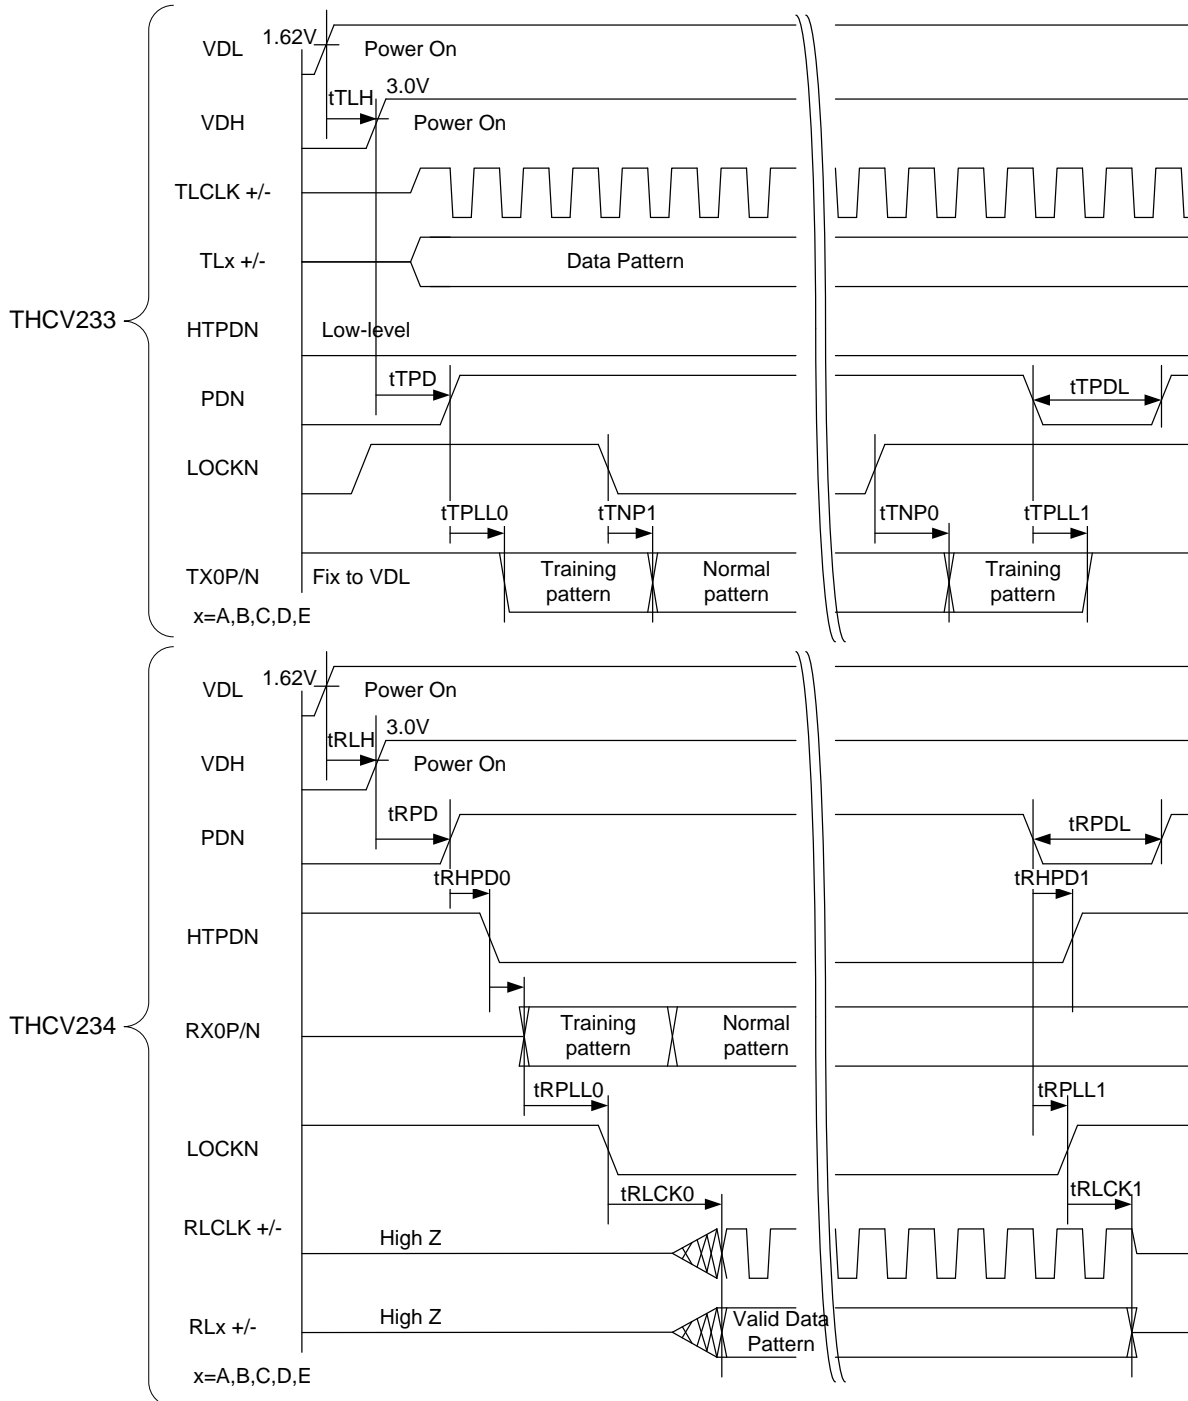 VDL
1.62V
Power On
tTLH
3.0V
VDH
Power On
TLCLK +/-
TLx +/-
Data Pattern
THCV233
HTPDN
Low-level
tTPD
tTPDL
PDN
LOCKN
tTPLL0
tTNP1
tTNP0
tTPLL1
TX0P/N
Fix to VDL
Training
pattern
Normal
pattern
Training
pattern
x=A,B,C,D,E
VDL
1.62V
Power On
tRLH
3.0V
VDH
Power On
tRPD
tRPDL
PDN
tRHPD0
tRHPD1
HTPDN
THCV234
RX0P/N
Training
pattern
Normal
pattern
tRPLL0
tRPLL1
LOCKN
tRLCK0
tRLCK1
RLCLK +/-
High Z
RLx +/-
High Z
Valid Data
Pattern
x=A,B,C,D,E